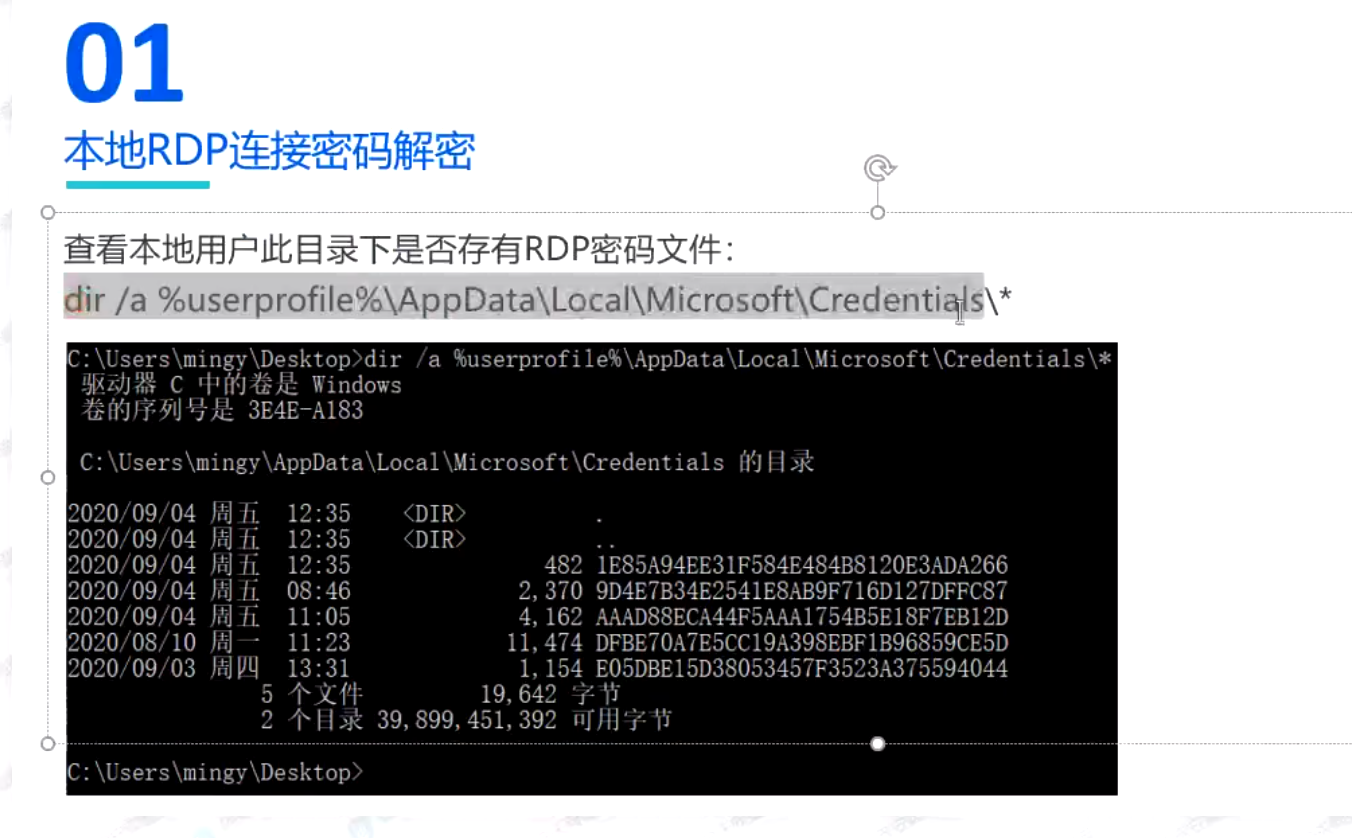 01
本地RDP连接密码解密
查看本地用户此目录下是否存有RDP密码文件：
dir /a %userprofile%\AppData\Local\Microsoft\Credentials\*
C:\Users\mingy\Desktop>dir /a %userprofile%\AppData\Local\Microsoft\Credentials\*
驱动器 C 中的卷是 Windows
卷的序列号是 3E4E-A183
C:\Users\mingy\AppData\Local\Microsoft\Credentials 的目录
2020/09/04 周五 12:35 <DIR> .
2020/09/04 周五 12:35 <DIR> ..
2020/09/04 周五 12:35 482 1E85A94EE31F584E484B8120E3ADA266
2020/09/04 周五 08:46 2,370 9D4E7B34E2541E8AB9F716D127DFFC87
2020/09/04 周五 11:05 4,162 AAAD88ECA44F5AAA1754B5E18F7EB12D
2020/08/10 周一 11:23 11,474 DFBE70A7E5CC19A398EBF1B96859CE5D
2020/09/03 周四 13:31 1,154 E05DBE15D38053457F3523A375594044
5 个文件 19,642 字节
2 个目录 39,899,451,392 可用字节
C:\Users\mingy\Desktop>